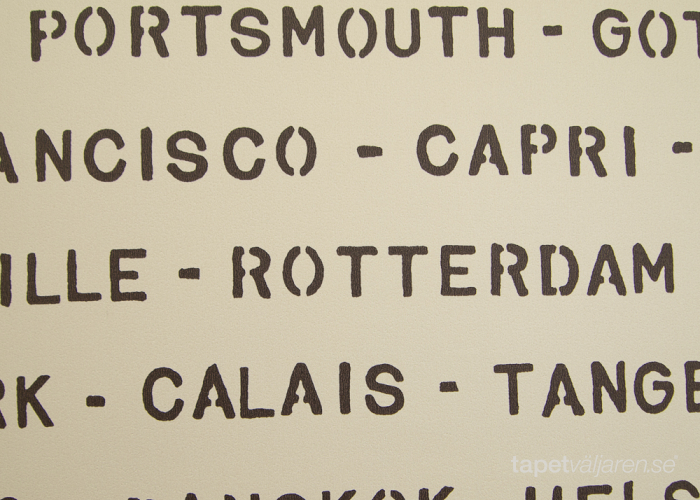 PORTSMOUTH - GOT
ANCISCO - CAPRI -
ILLE - ROTTERDAM
RK - CALAIS - TANGE
tapetväljaren.se